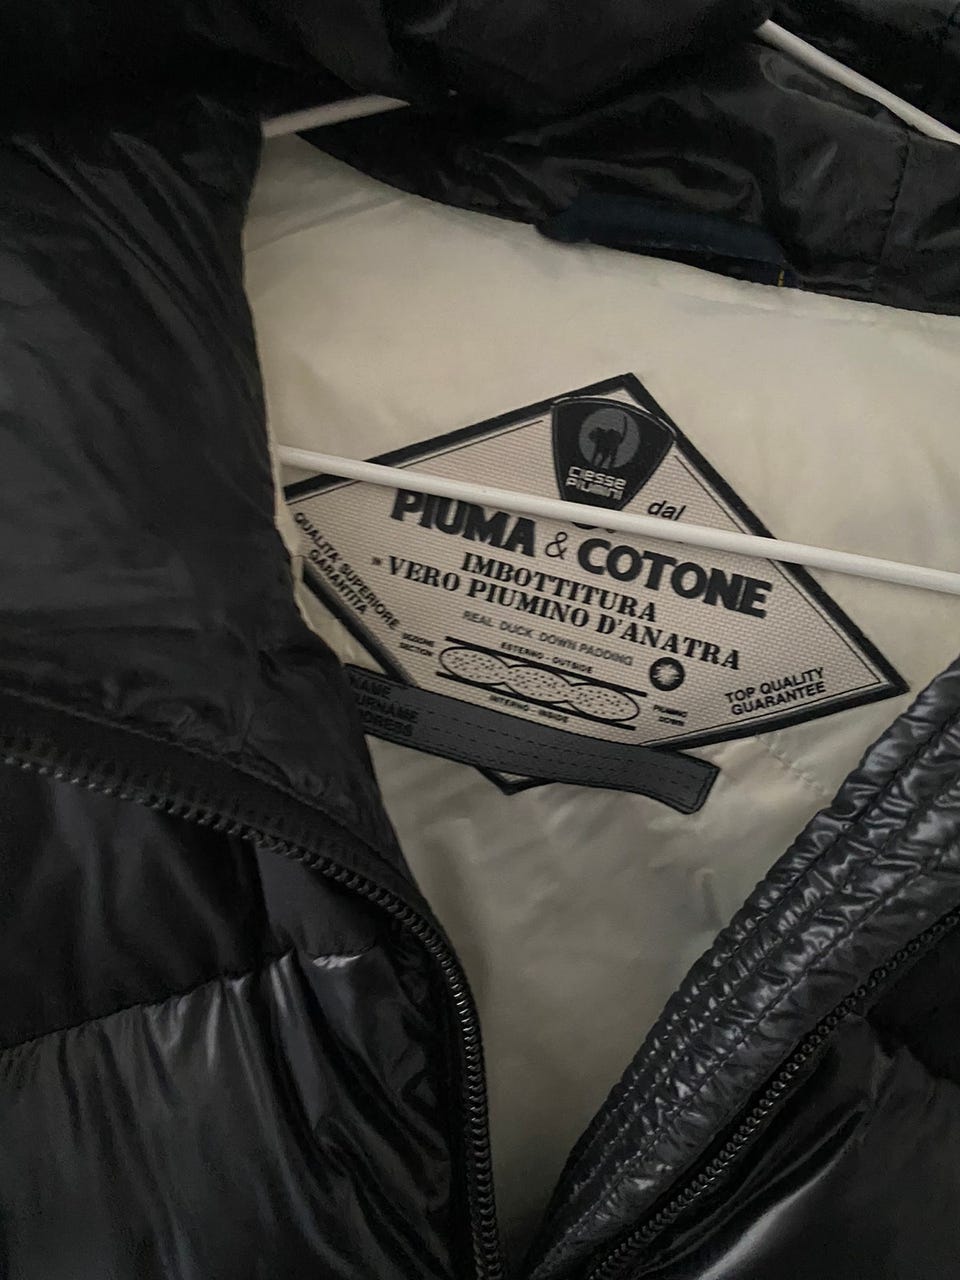 ciesse
piumini
dal
PIUMA & COTONE
IMBOTTITURA
» VERO PIUMINO D'ANATRA
REAL DUCK DOWN PADDING
QUALITA' SUPERIORE
GARANTITA
SEZIONE
SECTION
ESTERNO - OUTSIDE
INTERNO - INSIDE
PIUMINO
DOWN
TOP QUALITY
GUARANTEE
NAME
SURNAME
ADDRESS